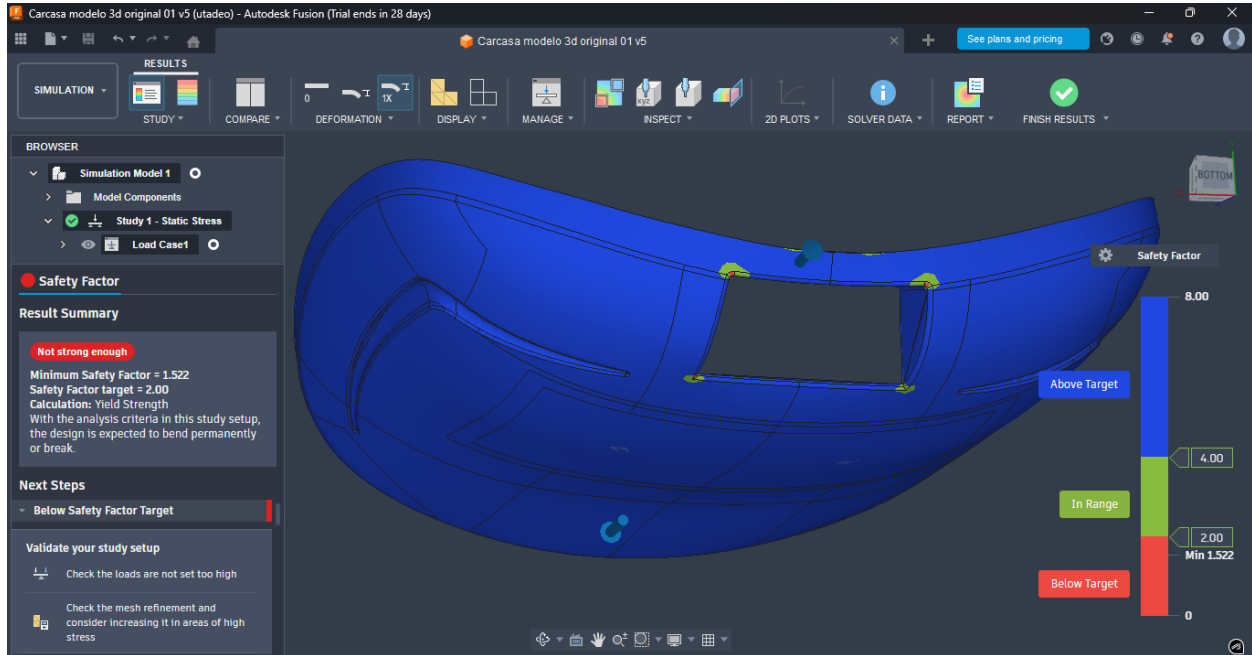 Carcasa modelo 3d original 01 v5 (utadeo) - Autodesk Fusion (Trial ends in 28 days)
Carcasa modelo 3d original 01 v5
See plans and pricing
RESULTS
SIMULATION
0
1X
xyz
STUDY
COMPARE
DEFORMATION
DISPLAY
MANAGE
INSPECT
2D PLOTS
SOLVER DATA
REPORT
FINISH RESULTS
BROWSER
Simulation Model 1
Model Components
Study 1 - Static Stress
Load Case1
Safety Factor
Result Summary
Not strong enough
Minimum Safety Factor = 1.522
Safety Factor target = 2.00
Calculation: Yield Strength
With the analysis criteria in this study setup,
the design is expected to bend permanently
or break.
Next Steps
Below Safety Factor Target
Validate your study setup
Check the loads are not set too high
Check the mesh refinement and
consider increasing it in areas of high
stress
BOTTOM
Safety Factor
8.00
Above Target
4.00
In Range
2.00
Min 1.522
Below Target
0